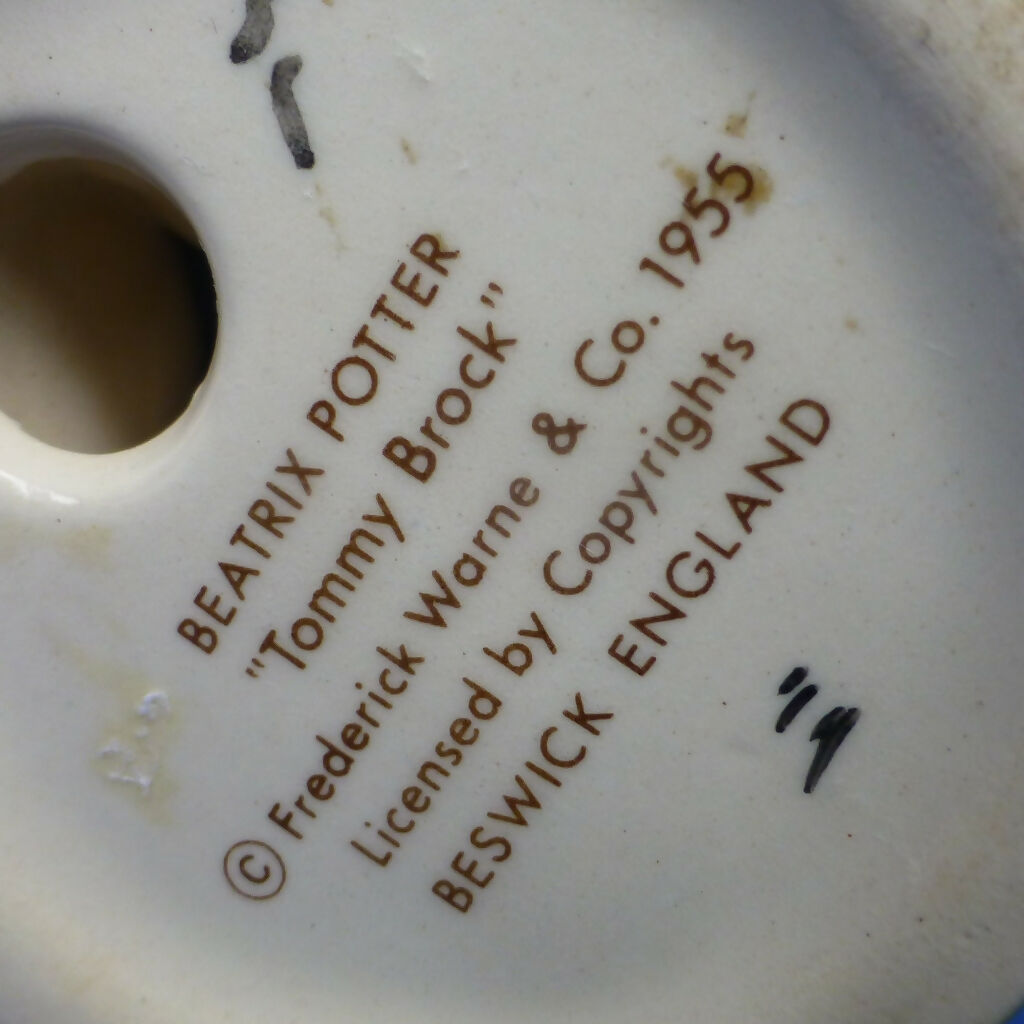 BEATRIX POTTER
"Tommy Brock"
© Frederick Warne & Co. 1955
Licensed by Copyrights
BESWICK ENGLAND